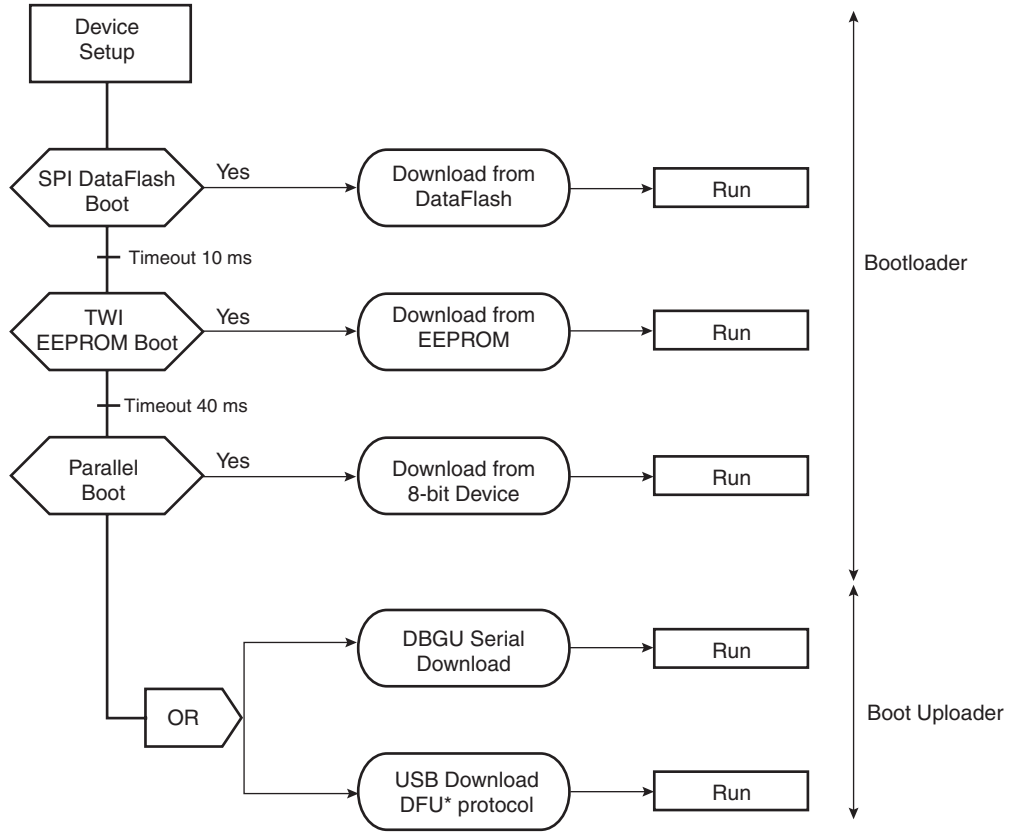 Device
Setup
SPI DataFlash
Boot
Yes
Download from
DataFlash
Run
Timeout 10 ms
Bootloader
TWI
EEPROM Boot
Yes
Download from
EEPROM
Run
Timeout 40 ms
Parallel
Boot
Yes
Download from
8-bit Device
Run
DBGU Serial
Download
Run
OR
Boot Uploader
USB Download
DFU* protocol
Run